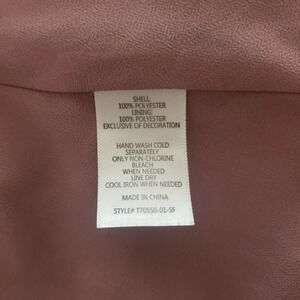 SHELL:
100% POLYESTER
LINING:
100% POLYESTER
EXCLUSIVE OF DECORATION
HAND WASH COLD
SEPARATELY
ONLY NON-CHLORINE
BLEACH
WHEN NEEDED
LINE DRY
COOL IRON WHEN NEEDED
MADE IN CHINA
STYLE# T70550-01-SF